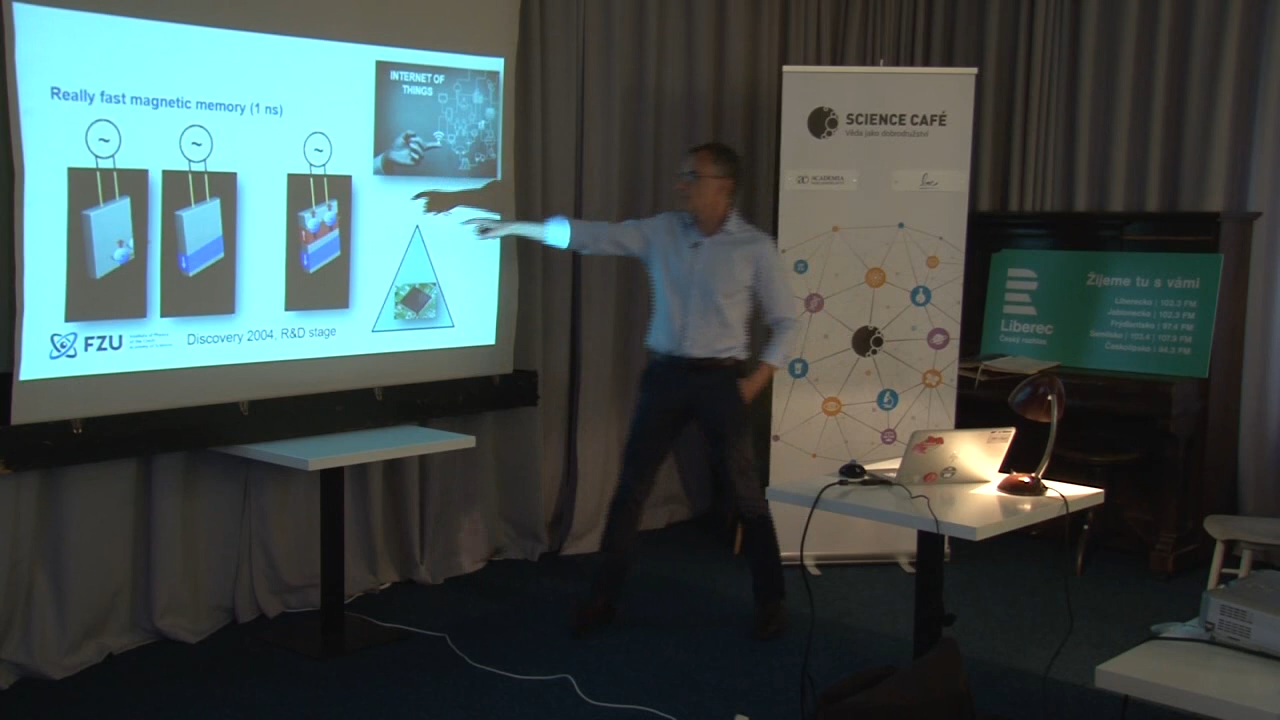 Really fast magnetic memory (1 ns)
INTERNET OF
THINGS
~
~
~
FZU
Discovery 2004, R&D stage
SCIENCE CAFÉ
Věda jako dobrodružství
ACADEMIA
Žijeme tu s vámi
Liberecko | 102.3 FM
Jablonecko | 102.3 FM
Frýdlantsko | 97.4 FM
Semilsko | 103.4 | 107.9 FM
Českolipsko | 94.3 FM
Liberec
Český rozhlas